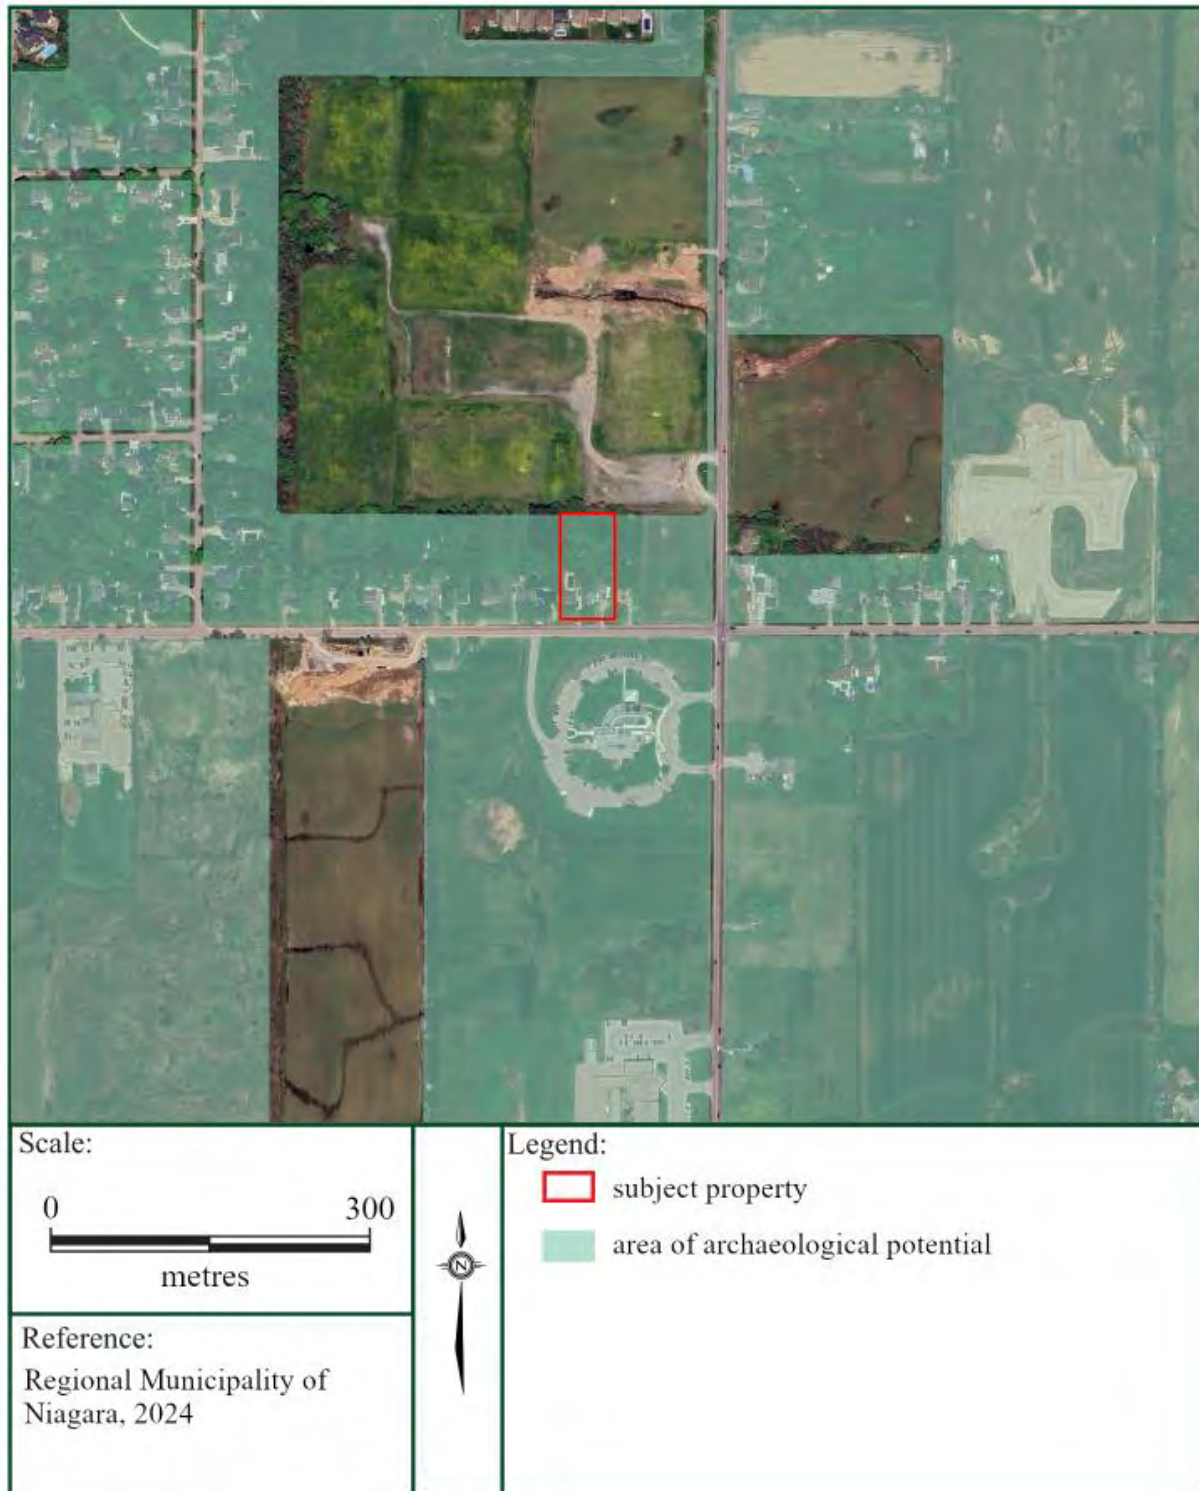 Scale:
0 300
metres
Reference:
Regional Municipality of
Niagara, 2024
N
Legend:
subject property
area of archaeological potential